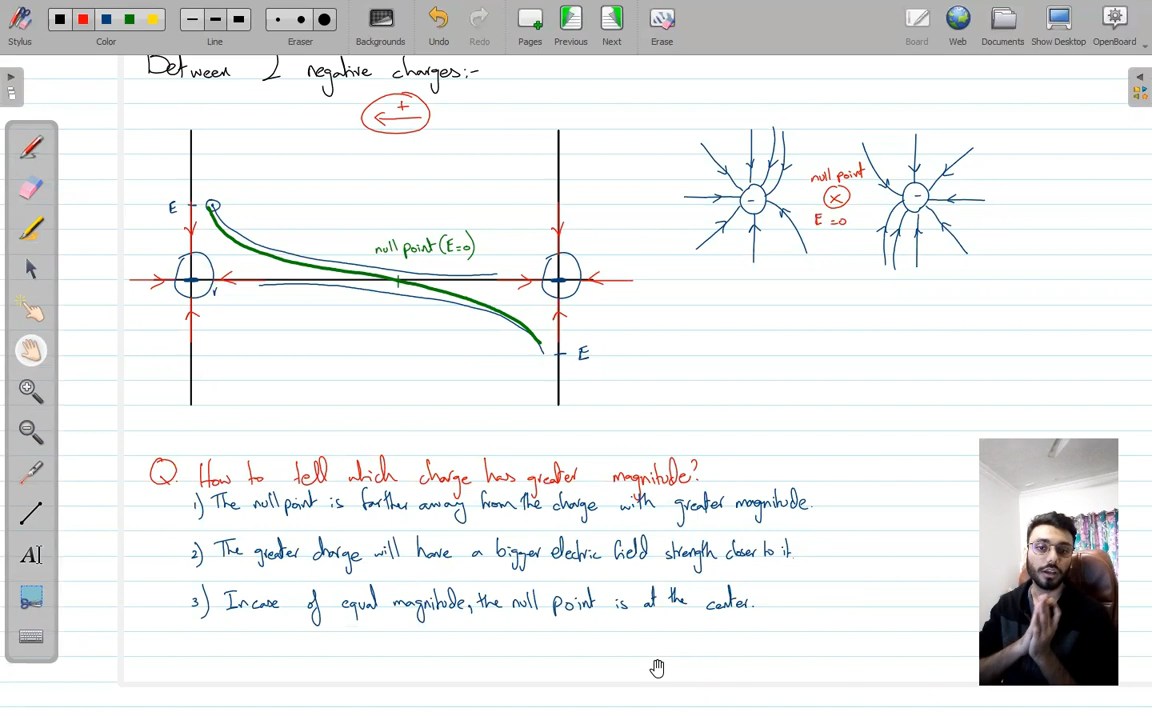 Stylus
Color
Line
Eraser
Backgrounds
Undo
Redo
Pages
Previous
Next
Erase
Board
Web
Documents
Show Desktop
OpenBoard
Between 2 negative charges:-
+
E
null point (E=0)
r
E
null point
x
E=0
-
-
Q. How to tell which charge has greater magnitude?
1) The null point is farther away from the charge with greater magnitude.
2) The greater charge will have a bigger electric field strength closer to it.
3) In case of equal magnitude, the null point is at the center.